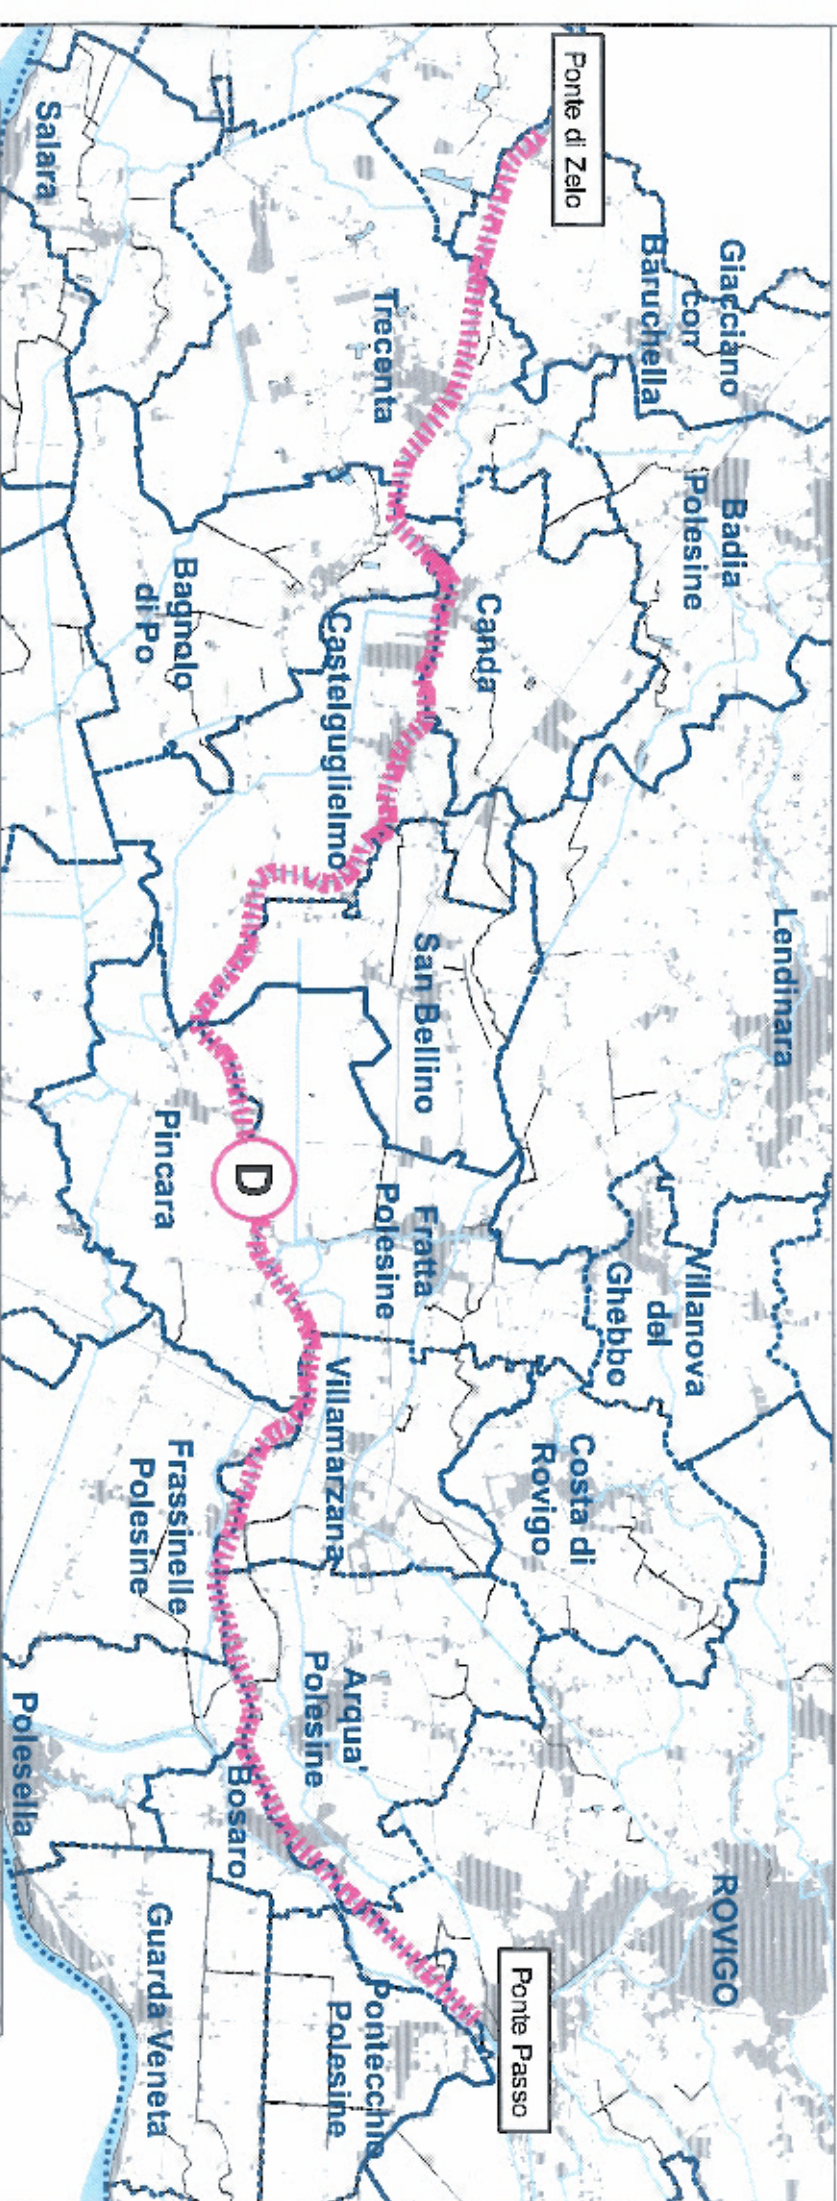 Ponte di Zelo
Giacciano
con
Baruchella
Salara
Trecenta
Badia
Polesine
Bagnolo
di Po
Canda
Castelguglielmo
Lendinara
San Bellino
Pincara
D
Fratta
Polesine
Villanova
del
Ghebbo
Villamarzana
Costa di
Rovigo
Frassinelle
Polesine
Arqua'
Polesine
Polesella
Bosaro
ROVIGO
Guarda Veneta
Pontecchio
Polesine
Ponte Passo